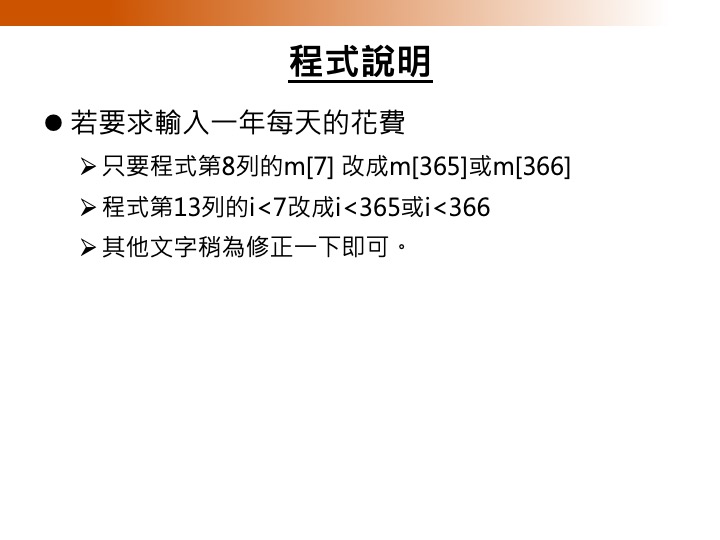 程式說明
若要求輸入一年每天的花費
只要程式第8列的m[7] 改成m[365]或m[366]
程式第13列的i<7改成i<365或i<366
其他文字稍為修正一下即可。